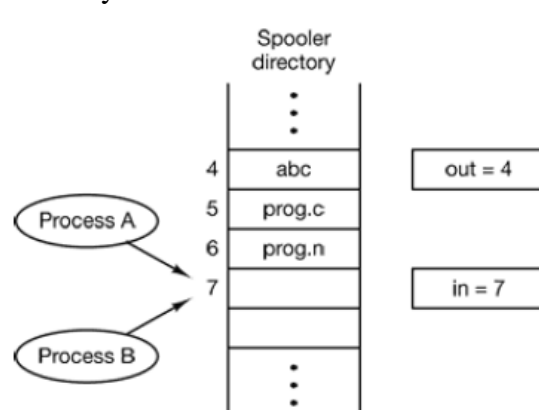 Spooler
directory
4 abc out = 4
Process A
5 prog.c
6 prog.n
7 in = 7
Process B